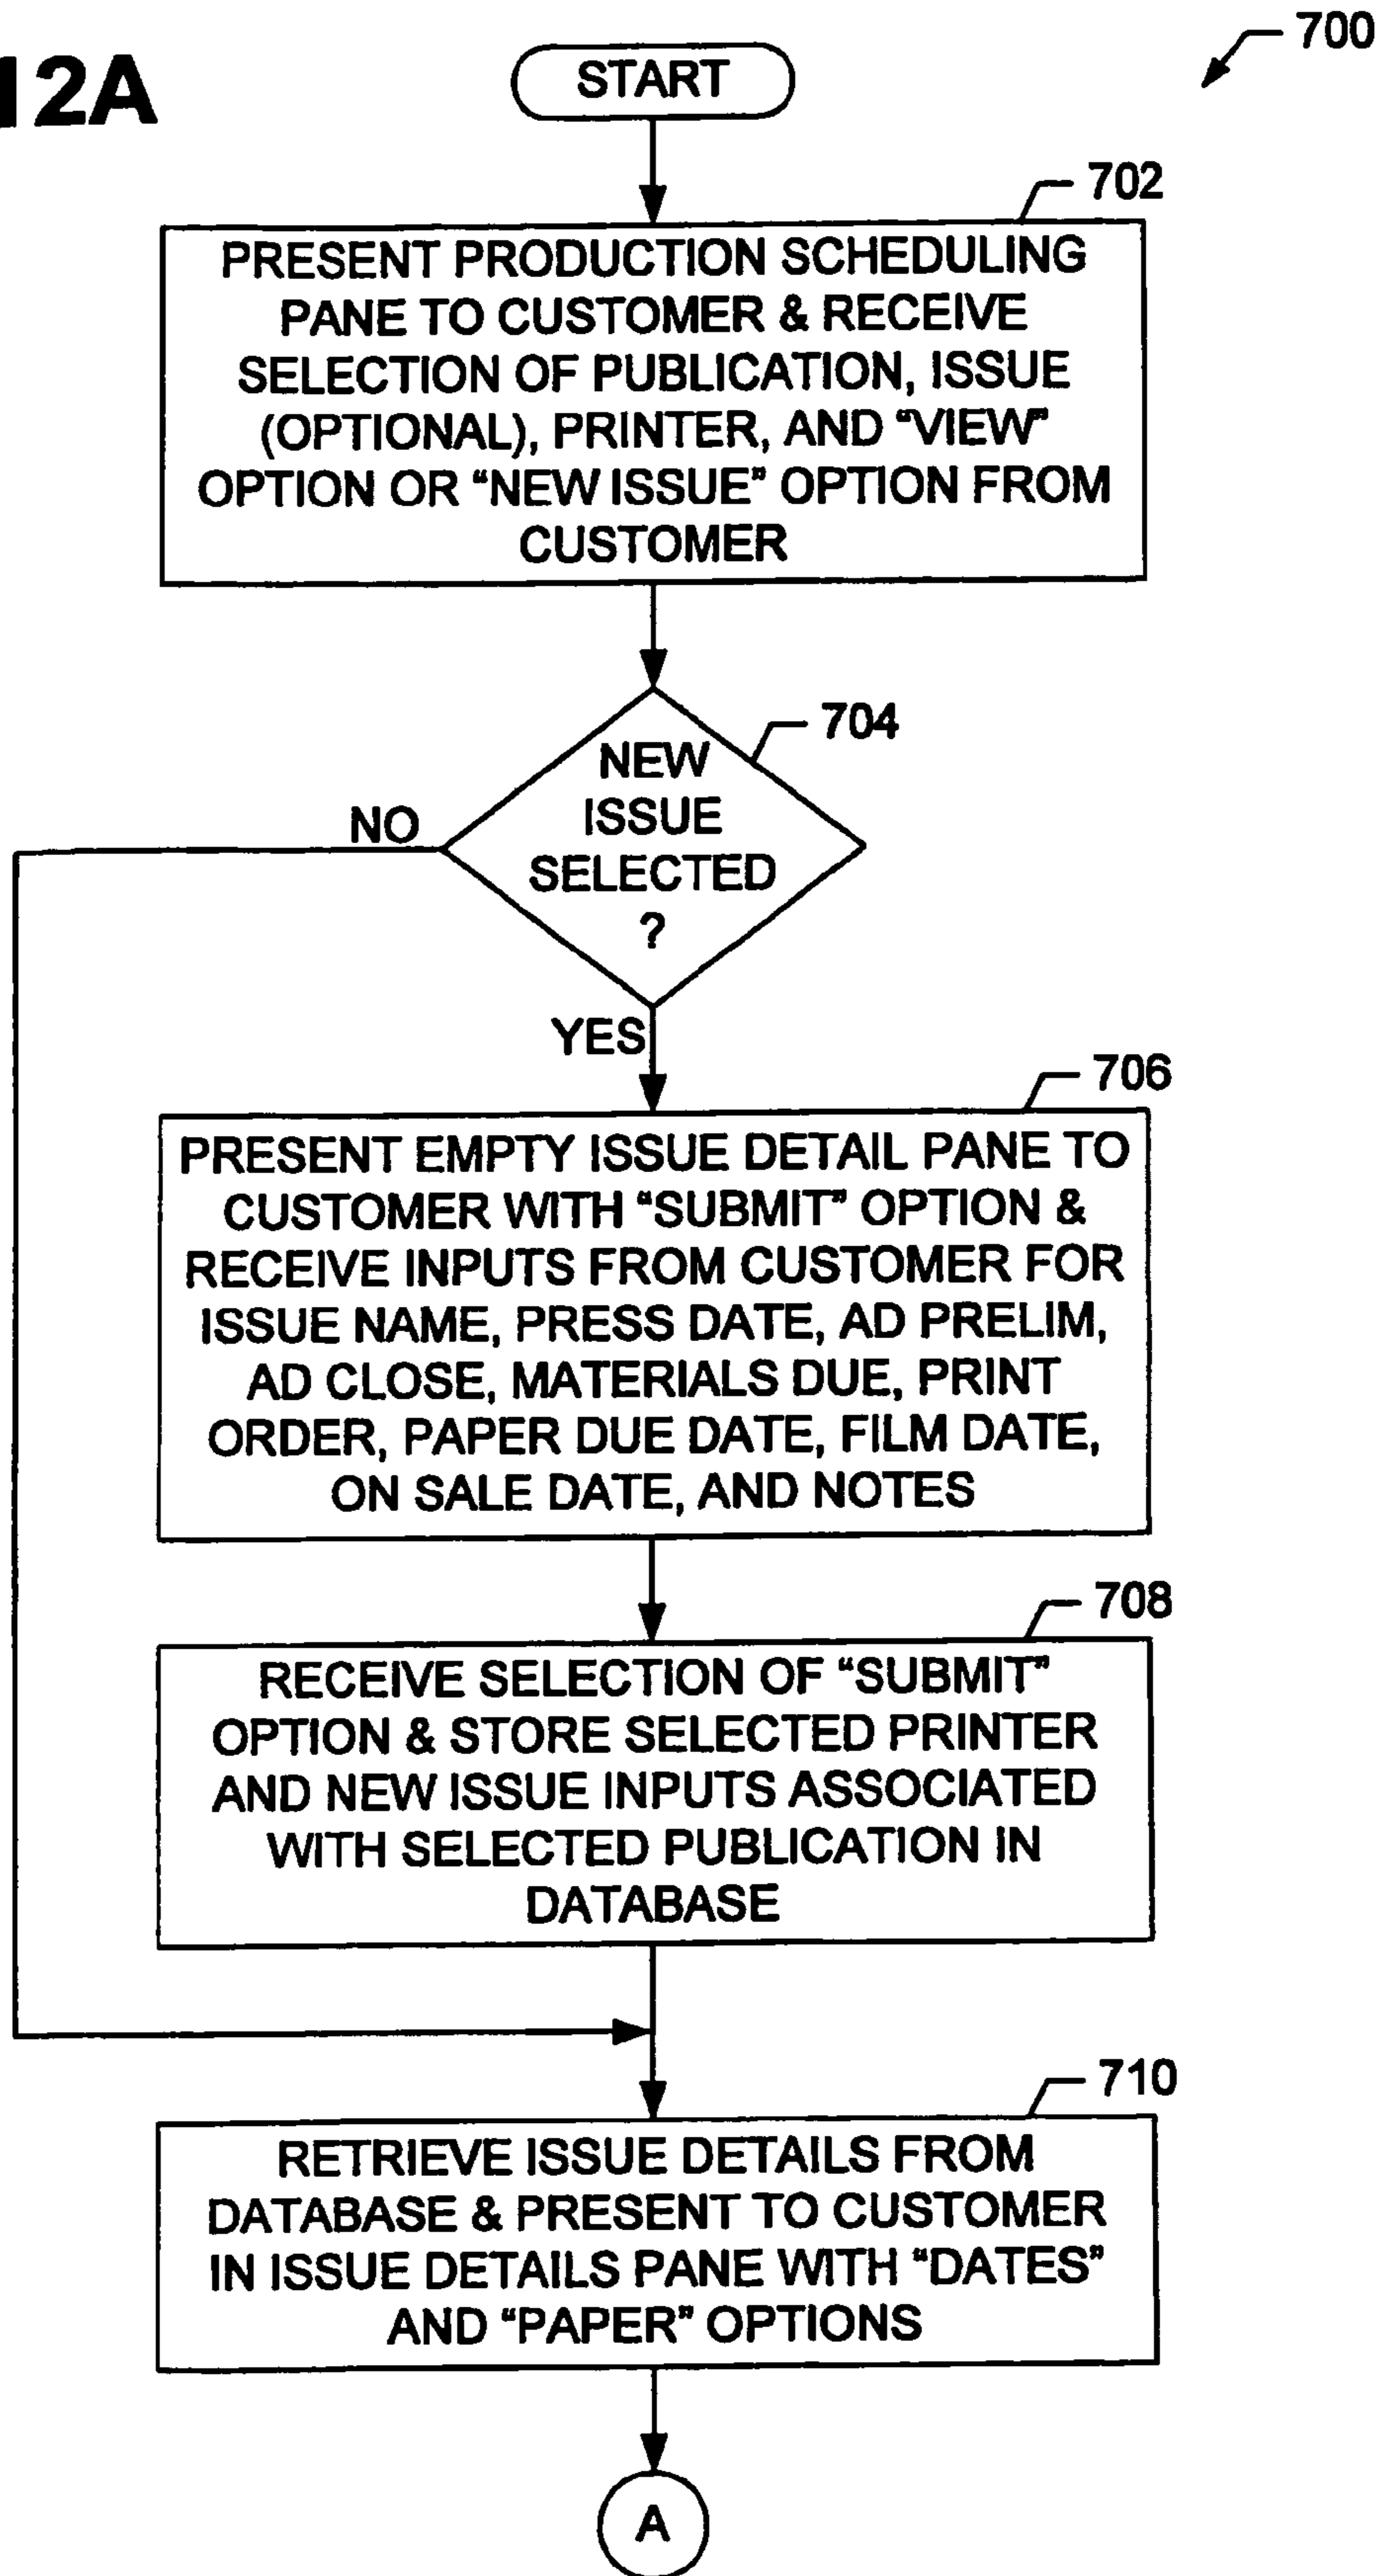 12A
700
START
702
PRESENT PRODUCTION SCHEDULING
PANE TO CUSTOMER & RECEIVE
SELECTION OF PUBLICATION, ISSUE
(OPTIONAL), PRINTER, AND “VIEW”
OPTION OR “NEW ISSUE” OPTION FROM
CUSTOMER
704
NEW
ISSUE
SELECTED
?
NO
YES
706
PRESENT EMPTY ISSUE DETAIL PANE TO
CUSTOMER WITH “SUBMIT” OPTION &
RECEIVE INPUTS FROM CUSTOMER FOR
ISSUE NAME, PRESS DATE, AD PRELIM,
AD CLOSE, MATERIALS DUE, PRINT
ORDER, PAPER DUE DATE, FILM DATE,
ON SALE DATE, AND NOTES
708
RECEIVE SELECTION OF “SUBMIT”
OPTION & STORE SELECTED PRINTER
AND NEW ISSUE INPUTS ASSOCIATED
WITH SELECTED PUBLICATION IN
DATABASE
710
RETRIEVE ISSUE DETAILS FROM
DATABASE & PRESENT TO CUSTOMER
IN ISSUE DETAILS PANE WITH “DATES”
AND “PAPER” OPTIONS
A